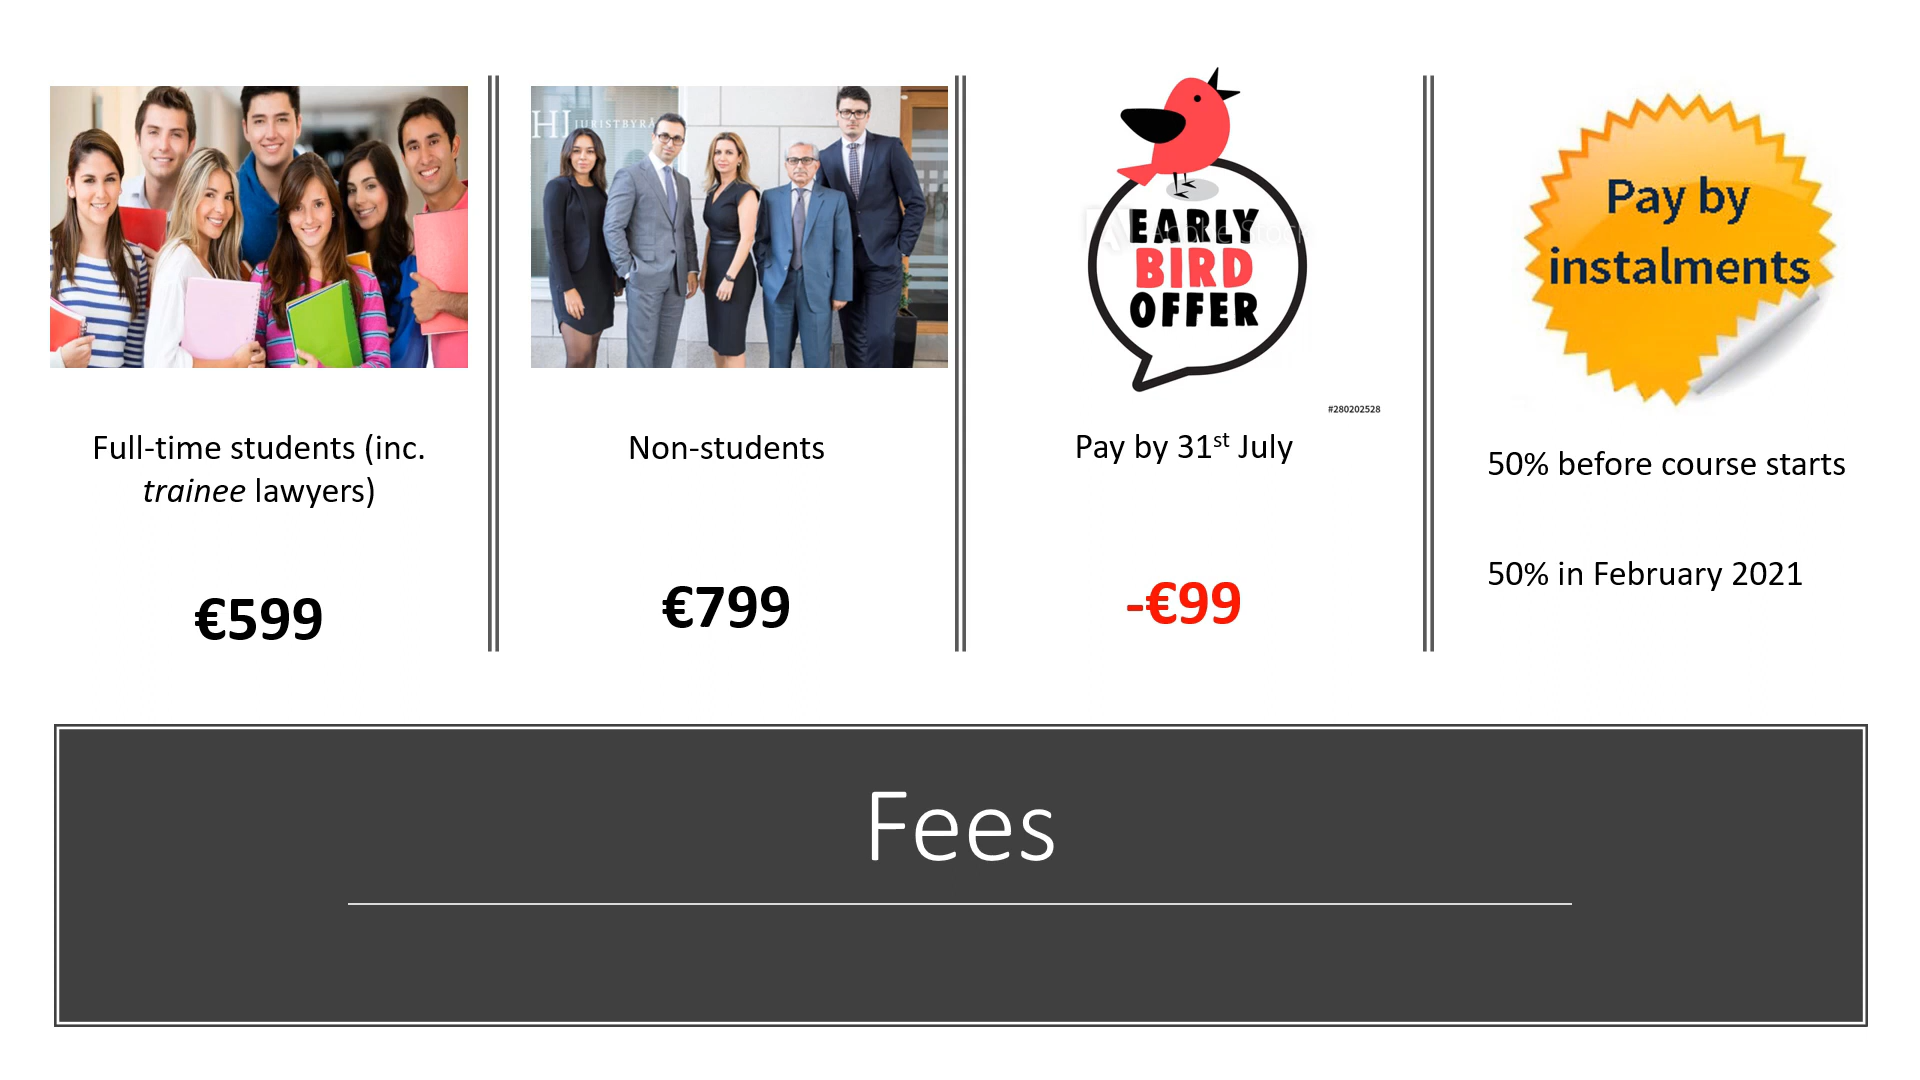 HJ JURISTBYRÅ
EARLY
BIRD
OFFER
#280202528
Pay by
instalments
Full-time students (inc.
trainee lawyers)
€599
Non-students
€799
Pay by 31st July
-€99
50% before course starts
50% in February 2021
Fees